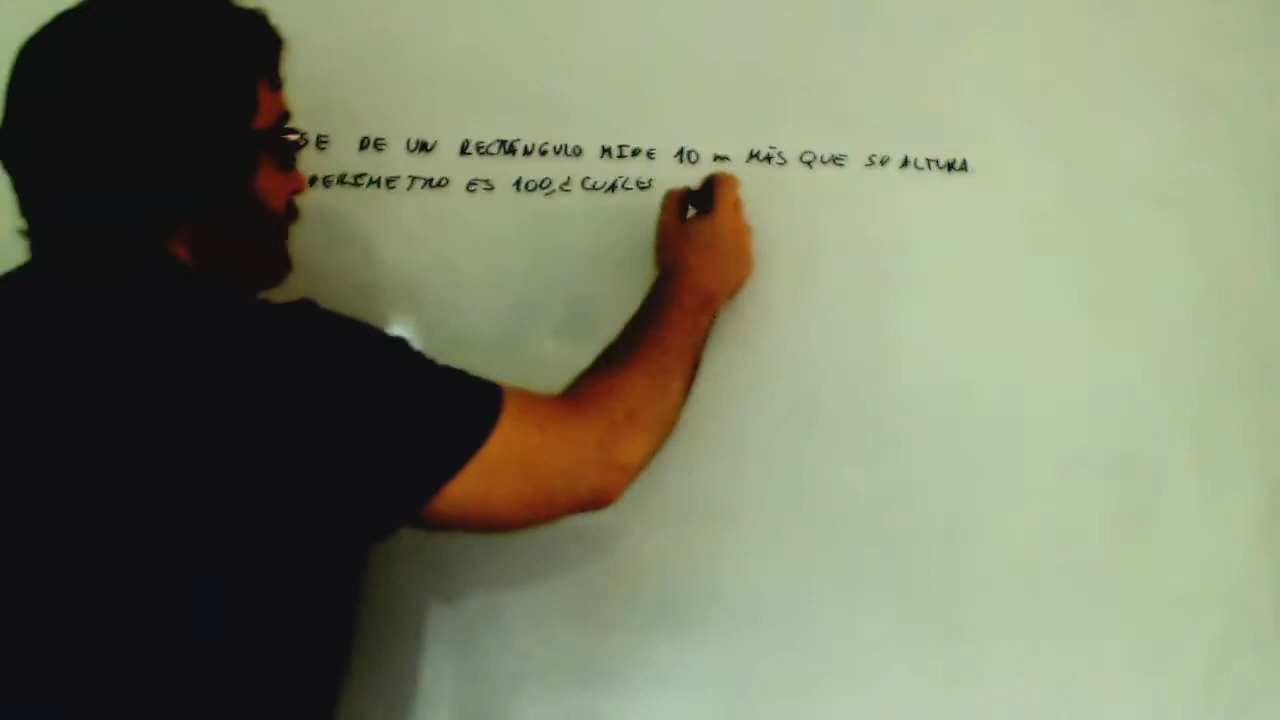 SE DE UN RECTÁNGULO MIDE 10 m MÁS QUE SU ALTURA
PERIMETRO ES 100,¿CUÁLES